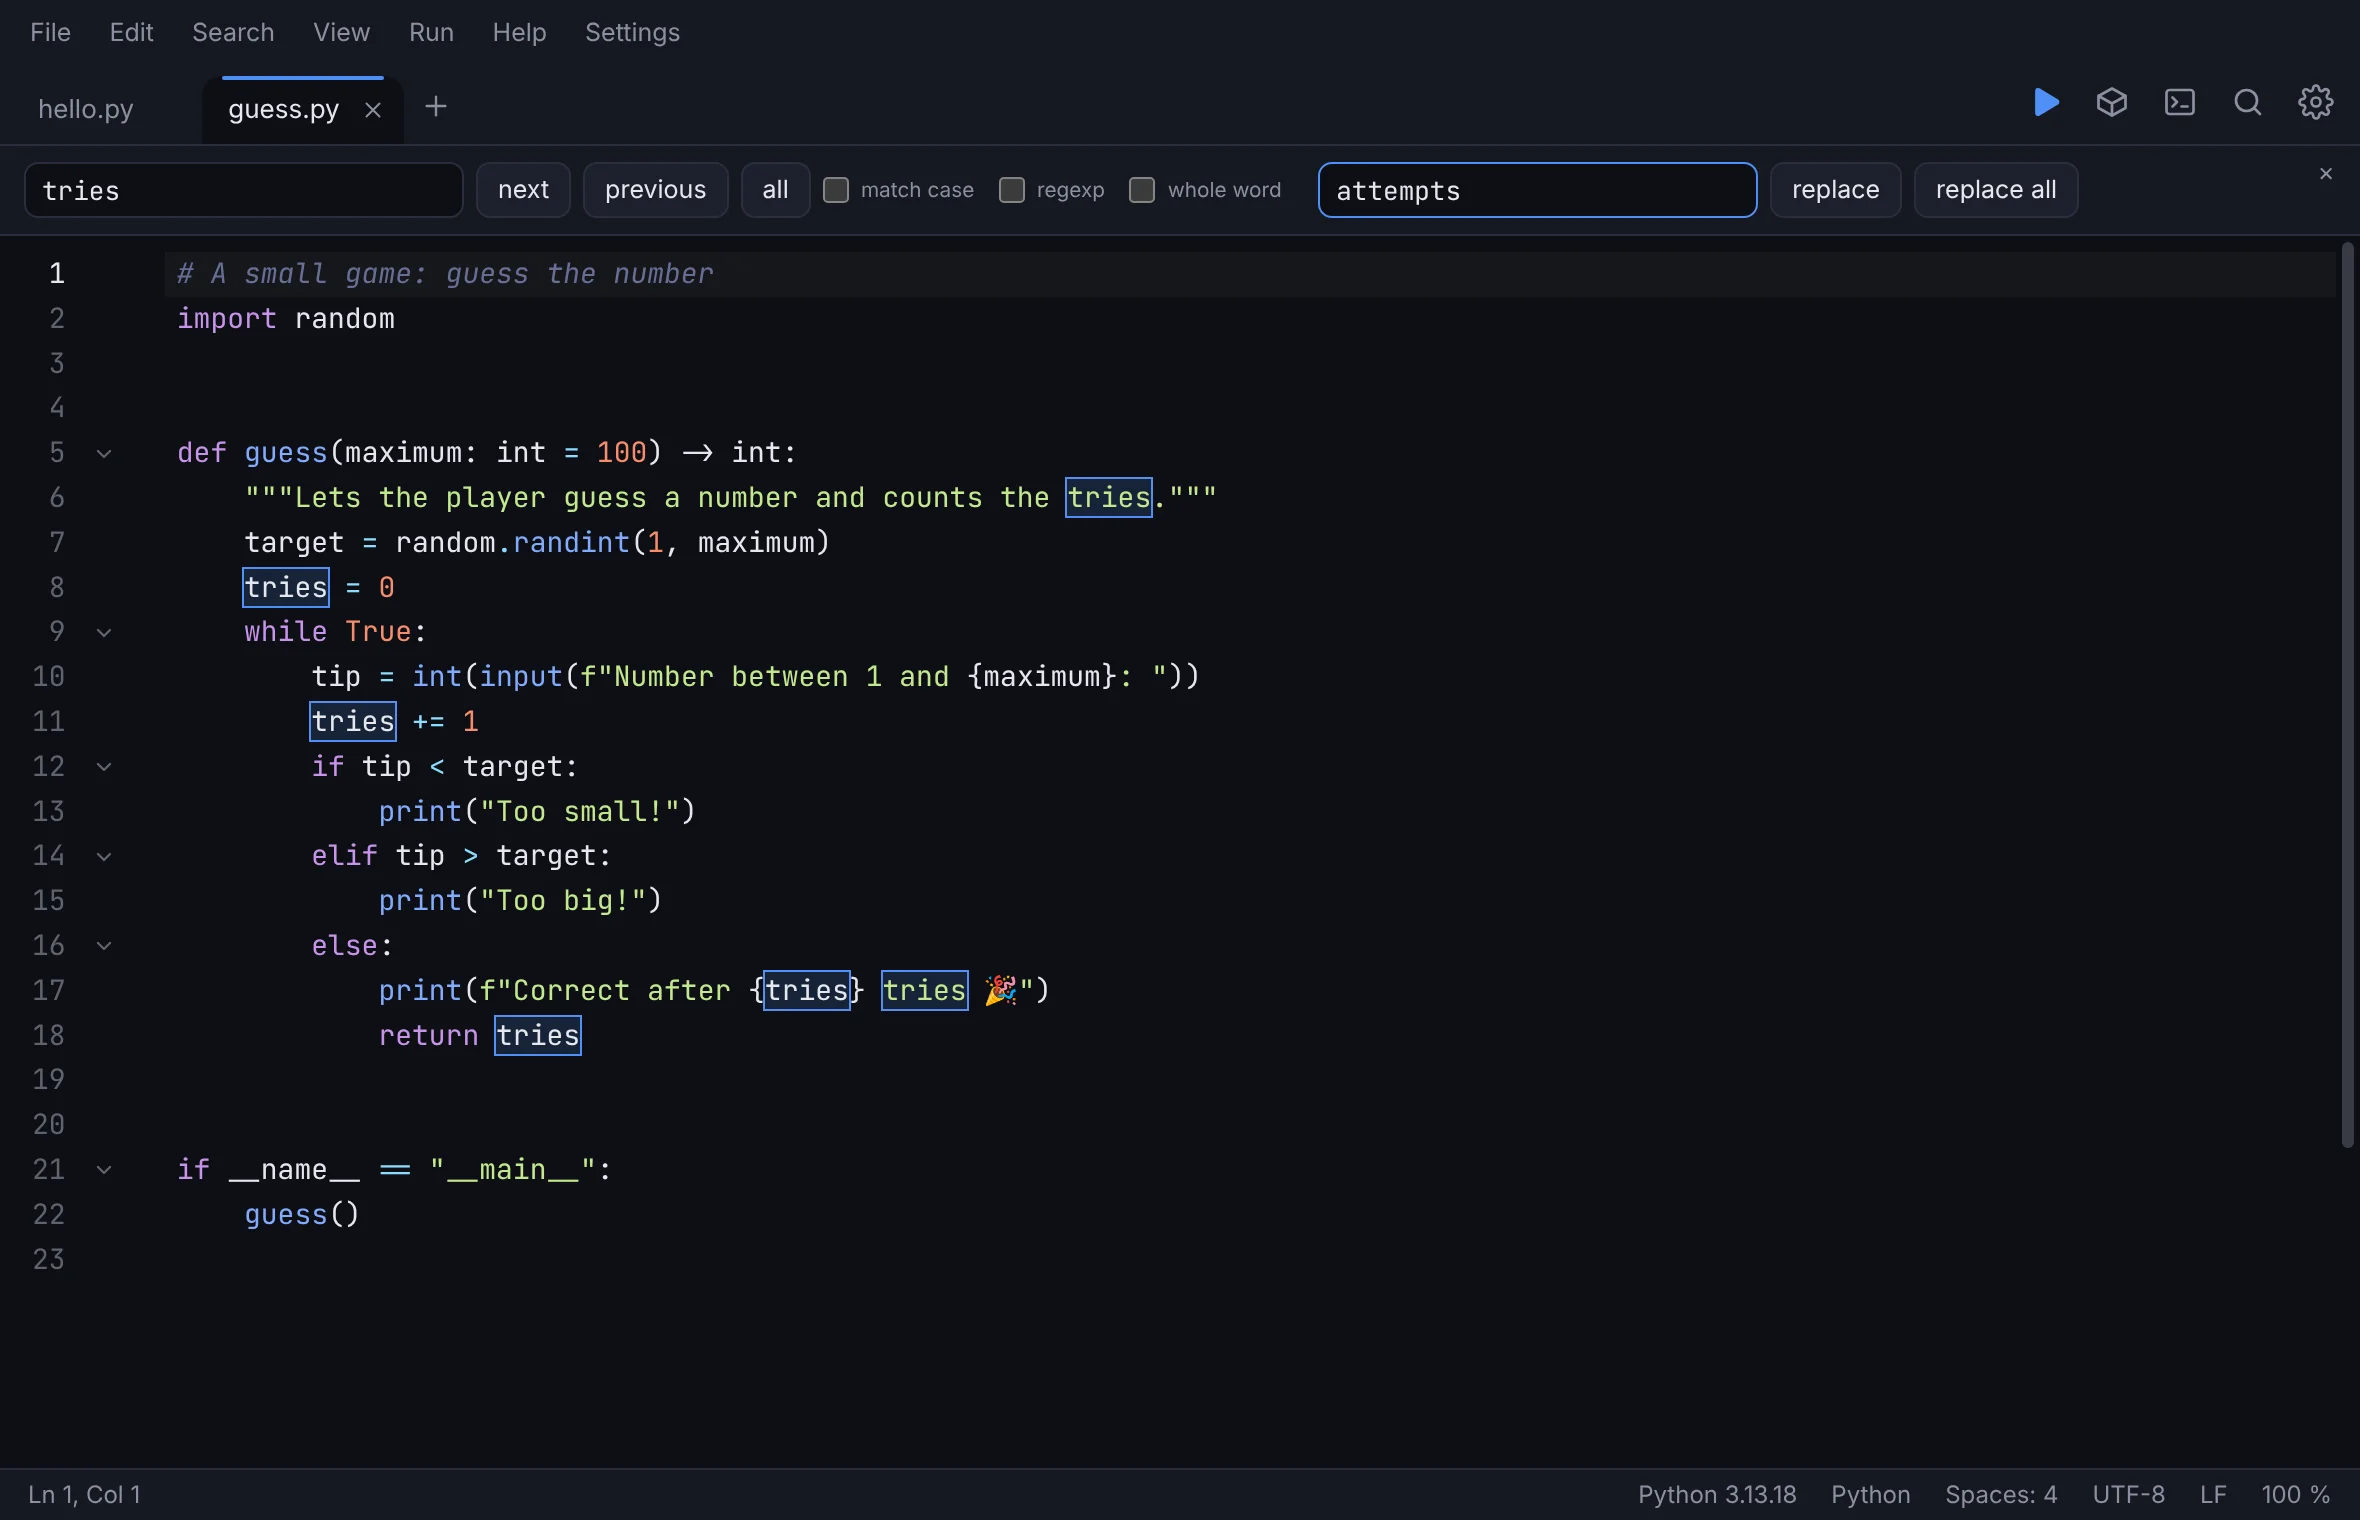 File Edit Search View Run Help Settings
hello.py guess.py × +
tries next previous all match case regexp whole word attempts replace replace all ×
1 # A small game: guess the number
2 import random
3
4
5 def guess(maximum: int = 100) -> int:
6     """Lets the player guess a number and counts the tries."""
7     target = random.randint(1, maximum)
8     tries = 0
9     while True:
10         tip = int(input(f"Number between 1 and {maximum}: "))
11         tries += 1
12         if tip < target:
13             print("Too small!")
14         elif tip > target:
15             print("Too big!")
16         else:
17             print(f"Correct after {tries} tries 🎉")
18             return tries
19
20
21 if __name__ == "__main__":
22     guess()
23
Ln 1, Col 1 Python 3.13.18 Python Spaces: 4 UTF-8 LF 100 %